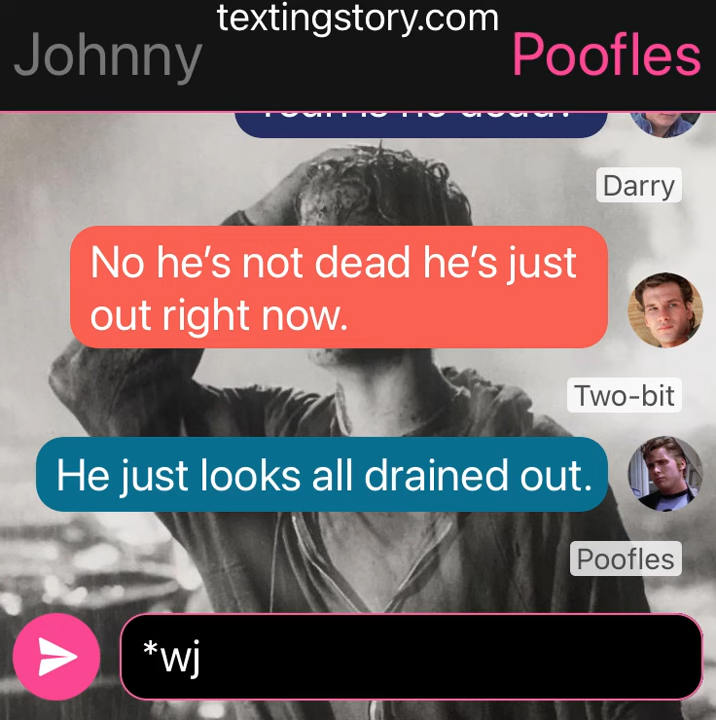 textingstory.com
Johnny
Poofles
Darry
No he's not dead he's just
out right now.
Two-bit
He just looks all drained out.
Poofles
*wj